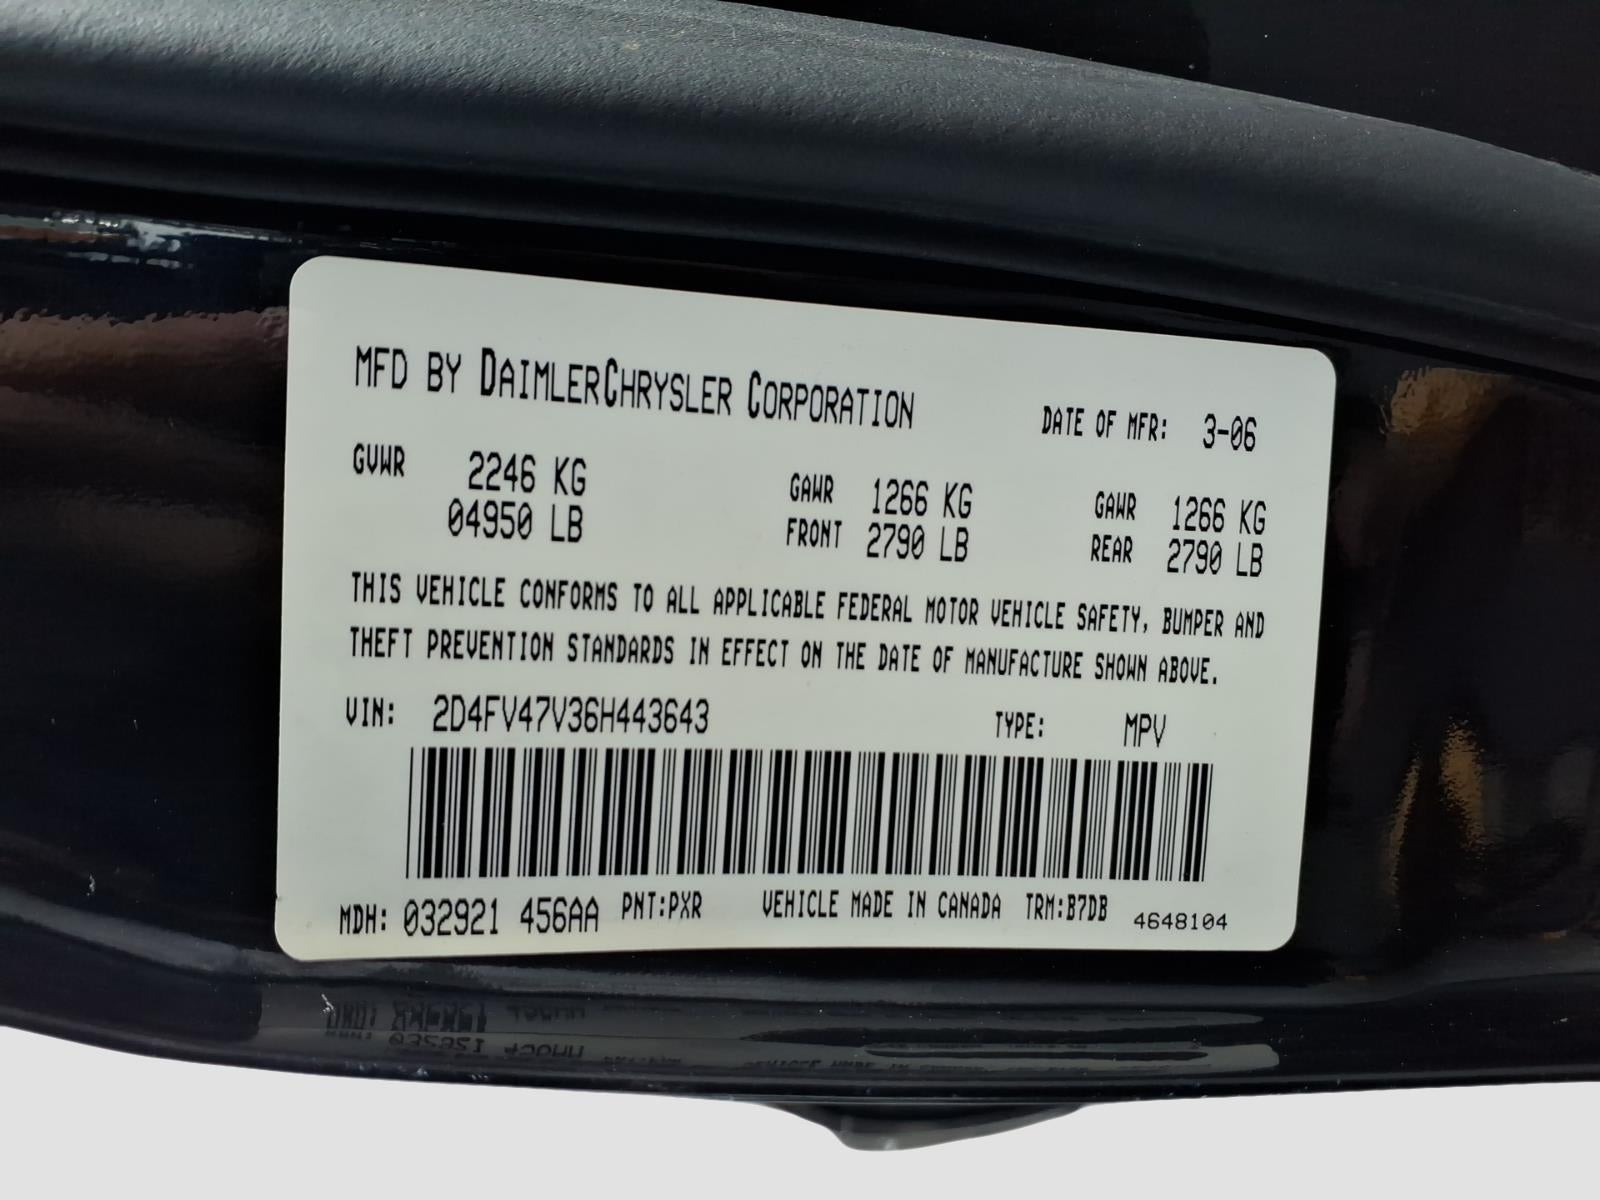 MFD BY DAIMLERCHRYSLER CORPORATION DATE OF MFR: 3-06
GVWR 2246 KG GAWR 1266 KG GAWR 1266 KG
04950 LB FRONT 2790 LB REAR 2790 LB
THIS VEHICLE CONFORMS TO ALL APPLICABLE FEDERAL MOTOR VEHICLE SAFETY, BUMPER AND
THEFT PREVENTION STANDARDS IN EFFECT ON THE DATE OF MANUFACTURE SHOWN ABOVE.
VIN: 2D4FV47V36H443643 TYPE: MPV
MDH: 032921 456AA PNT:PXR VEHICLE MADE IN CANADA TRM:B7DB 4648104